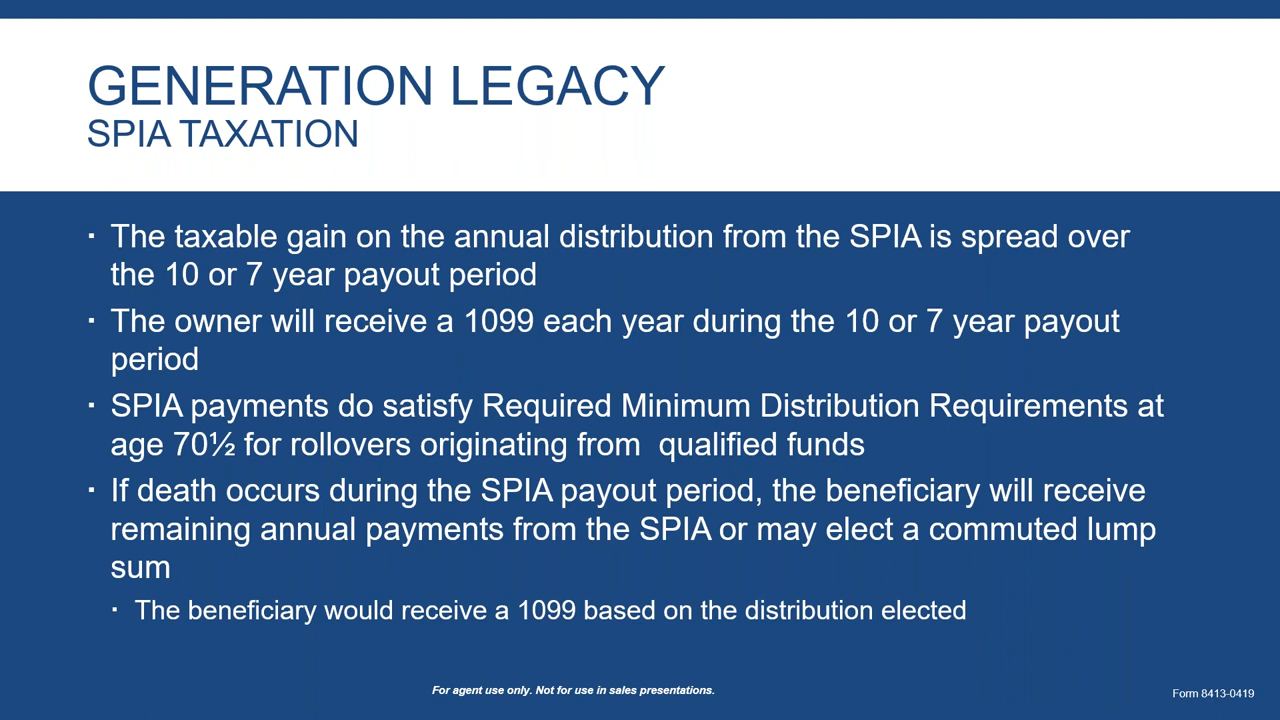 GENERATION LEGACY
SPIA TAXATION
▪ The taxable gain on the annual distribution from the SPIA is spread over
the 10 or 7 year payout period
▪ The owner will receive a 1099 each year during the 10 or 7 year payout
period
▪ SPIA payments do satisfy Required Minimum Distribution Requirements at
age 70½ for rollovers originating from  qualified funds
▪ If death occurs during the SPIA payout period, the beneficiary will receive
remaining annual payments from the SPIA or may elect a commuted lump
sum
▪ The beneficiary would receive a 1099 based on the distribution elected
For agent use only. Not for use in sales presentations.
Form 8413-0419